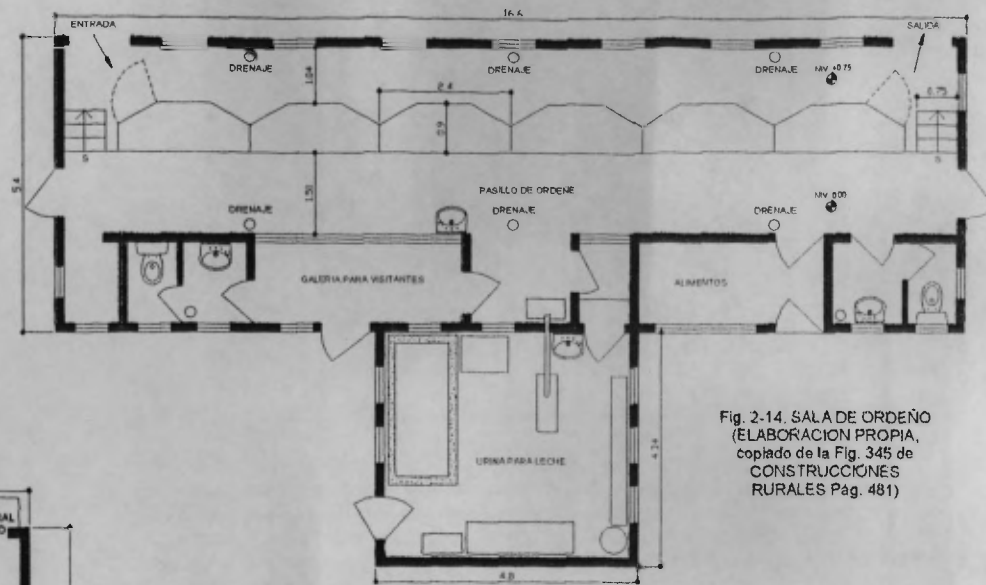 16.6
ENTRADA
SALIDA
DRENAJE
DRENAJE
DRENAJE
NIV. +0.75
1.04
2.4
0.9
0.75
S
S
5.4
1.50
PASILLO DE ORDEÑE
NIV. 0.00
DRENAJE
DRENAJE
DRENAJE
GALERIA PARA VISITANTES
ALIMENTOS
PARA LECHE
4.8
Fig. 2-14. SALA DE ORDEÑO
(ELABORACION PROPIA,
copiado de la Fig. 345 de
CONSTRUCCIONES
RURALES Pág. 481)